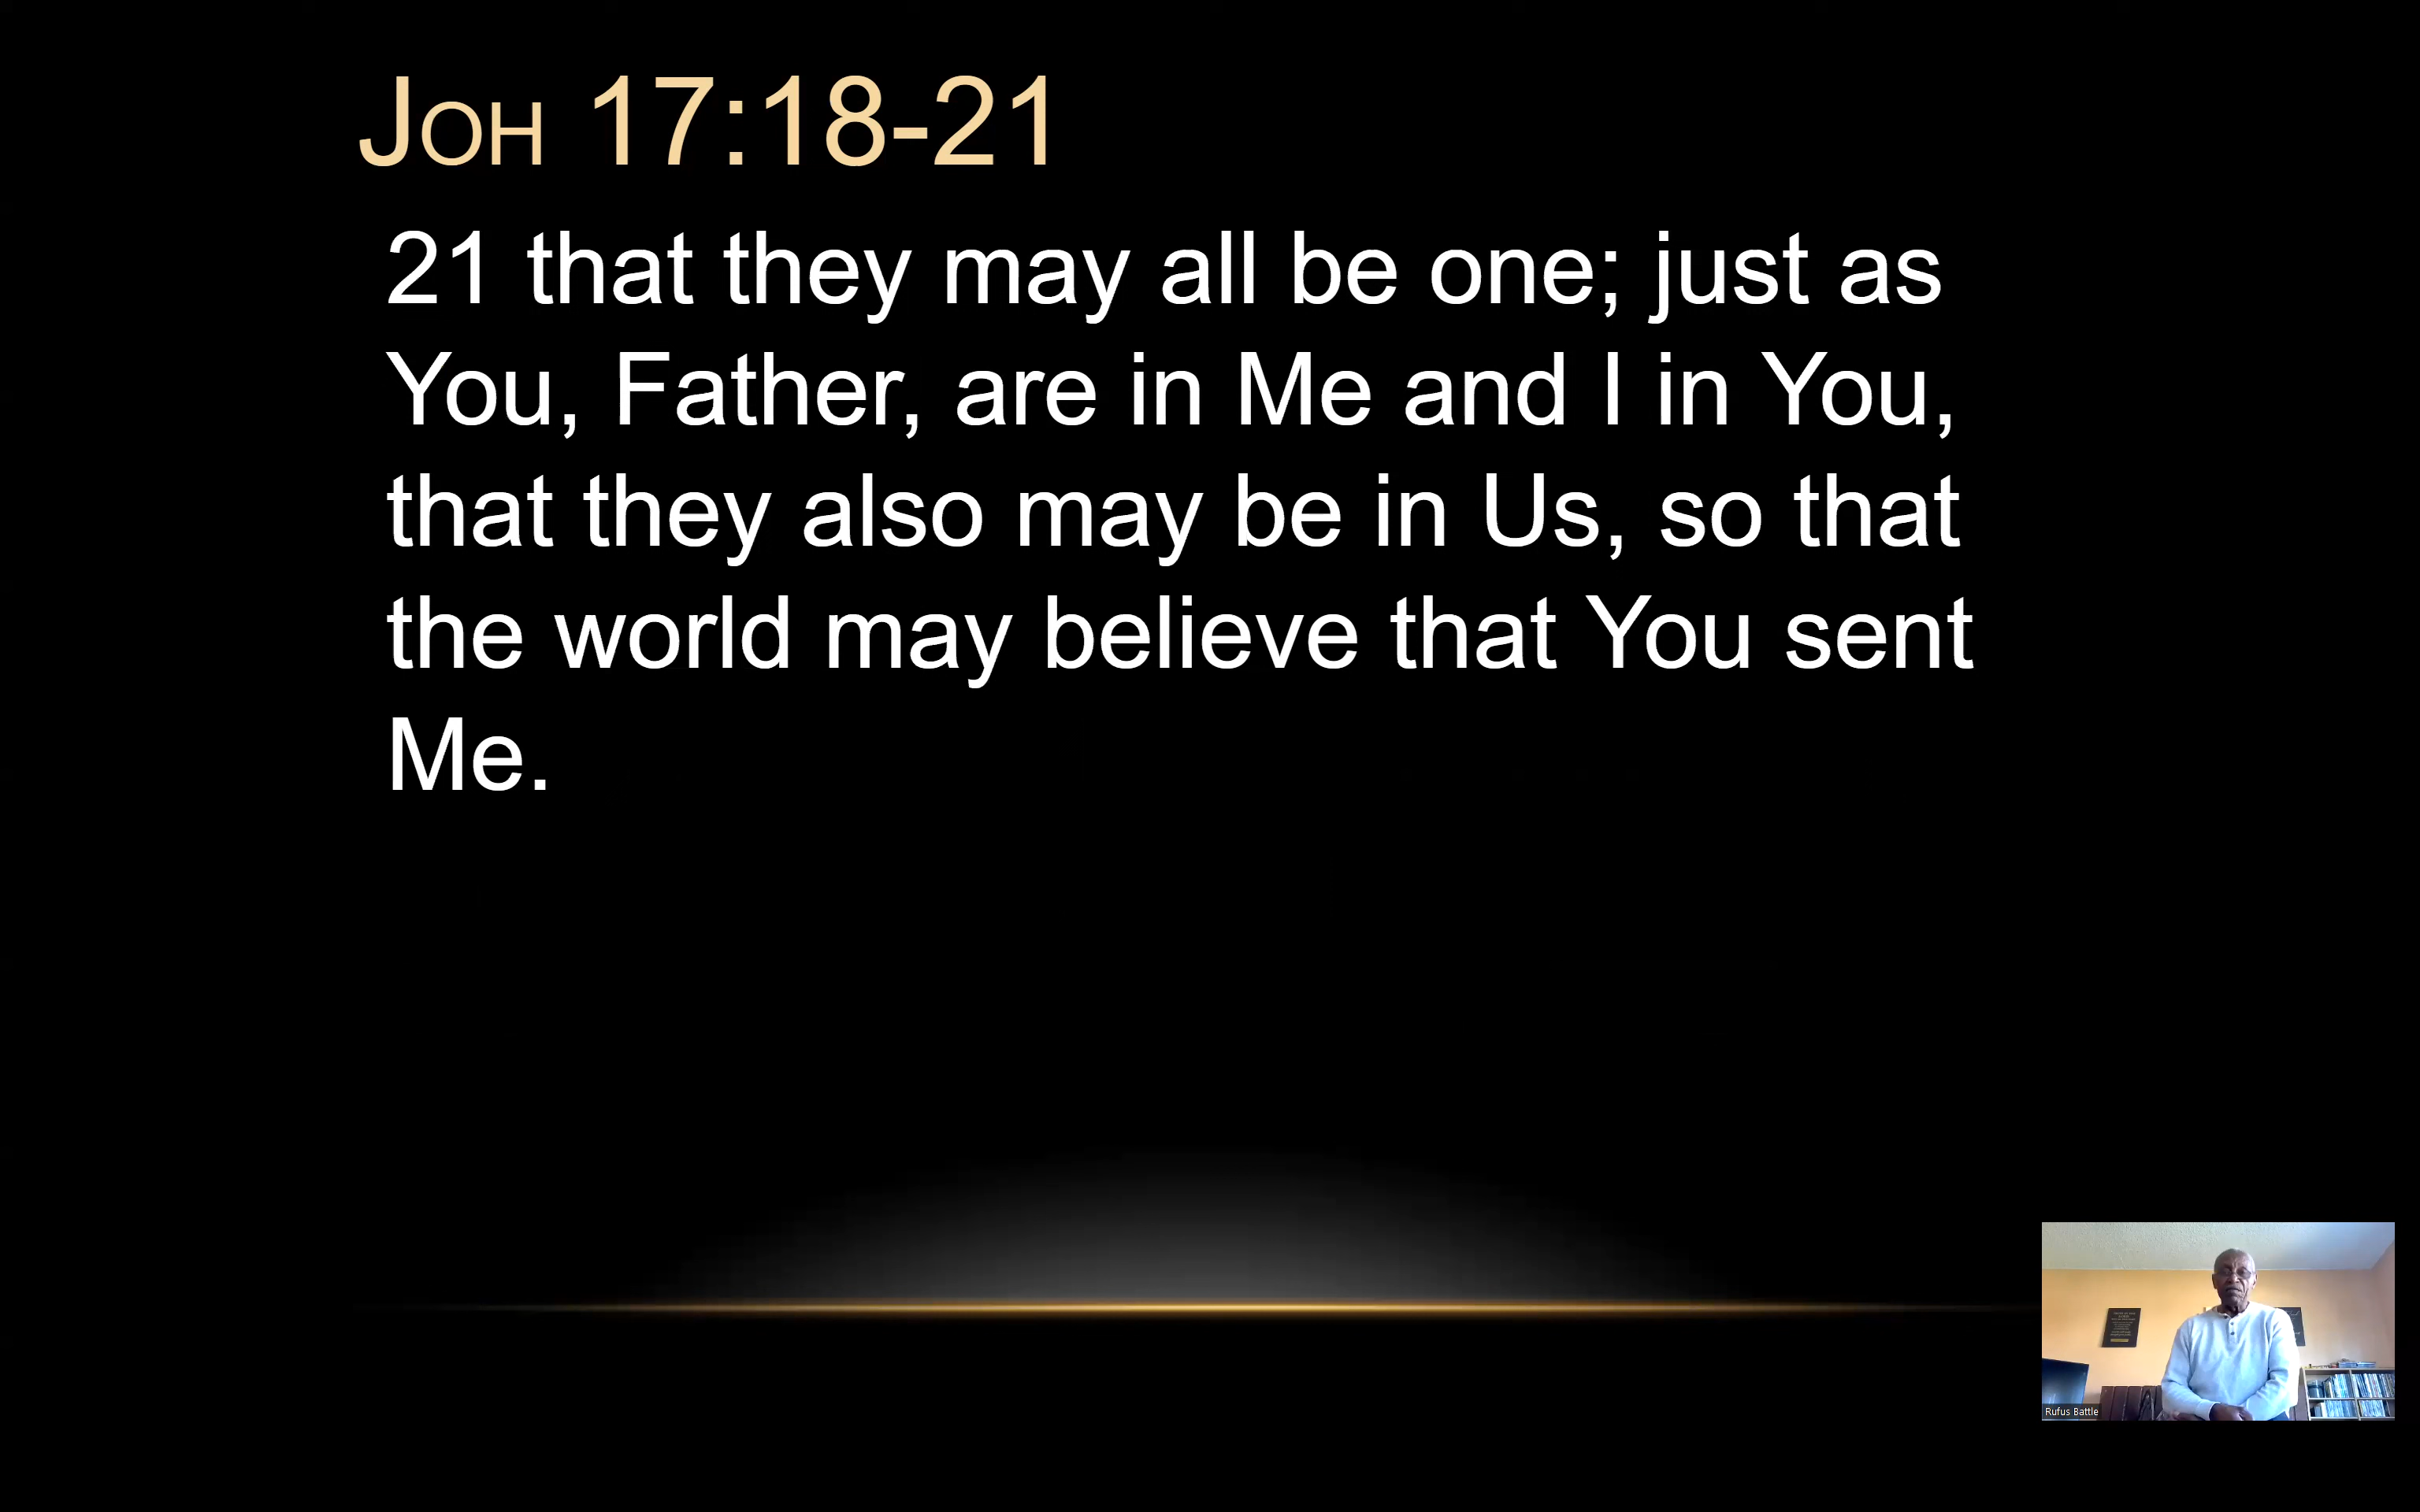 Joh 17:18-21
21 that they may all be one; just as
You, Father, are in Me and I in You,
that they also may be in Us, so that
the world may believe that You sent
Me.
Rufus Battle